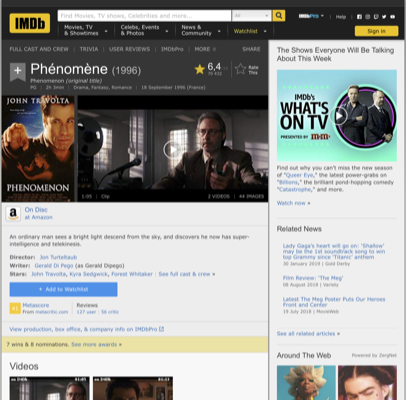 IMDb
Find Movies, TV shows, Celebrities and more...
All
IMDbPro
Help
Movies, TV
& Showtimes
Celebs, Events
& Photos
News &
Community
Watchlist
Sign in
FULL CAST AND CREW | TRIVIA | USER REVIEWS | IMDbPro | MORE
SHARE
Phénomène (1996)
Phenomenon (original title)
PG | 2h 3min | Drama, Fantasy, Romance | 18 September 1996 (France)
6,4
Rate
This
JOHN TRAVOLTA
PHENOMENON
1:05 | Clip
2 VIDEOS | 44 IMAGES
On Disc
at Amazon
An ordinary man sees a bright light descend from the sky, and discovers he now has super-
intelligence and telekinesis.
Director: Jon Turteltaub
Writer: Gerald Di Pego (as Gerald Dipego)
Stars: John Travolta, Kyra Sedgwick, Forest Whitaker | See full cast & crew »
+ Add to Watchlist
Metascore
From metacritic.com
Reviews
127 user | 56 critic
View production, box office, & company info on IMDbPro
7 wins & 8 nominations. See more awards »
Videos
The Shows Everyone Will Be Talking
About This Week
IMDb's
WHAT'S
ON TV
PRESENTED BY
Find out why you can't miss the new season
of "Queer Eye," the latest power-grabs on
"Billions," the brilliant pond-hopping comedy
"Catastrophe," and more.
Watch now »
Related News
Lady Gaga's heart will go on: 'Shallow'
may be the 1st soundtrack song to win
top Grammy since 'Titanic' anthem
30 January 2019 | Gold Derby
Film Review: 'The Meg'
08 August 2018 | Variety
Latest The Meg Poster Puts Our Heroes
Front and Center
19 July 2018 | MovieWeb
See all related articles »
Around The Web
Powered by ZergNet